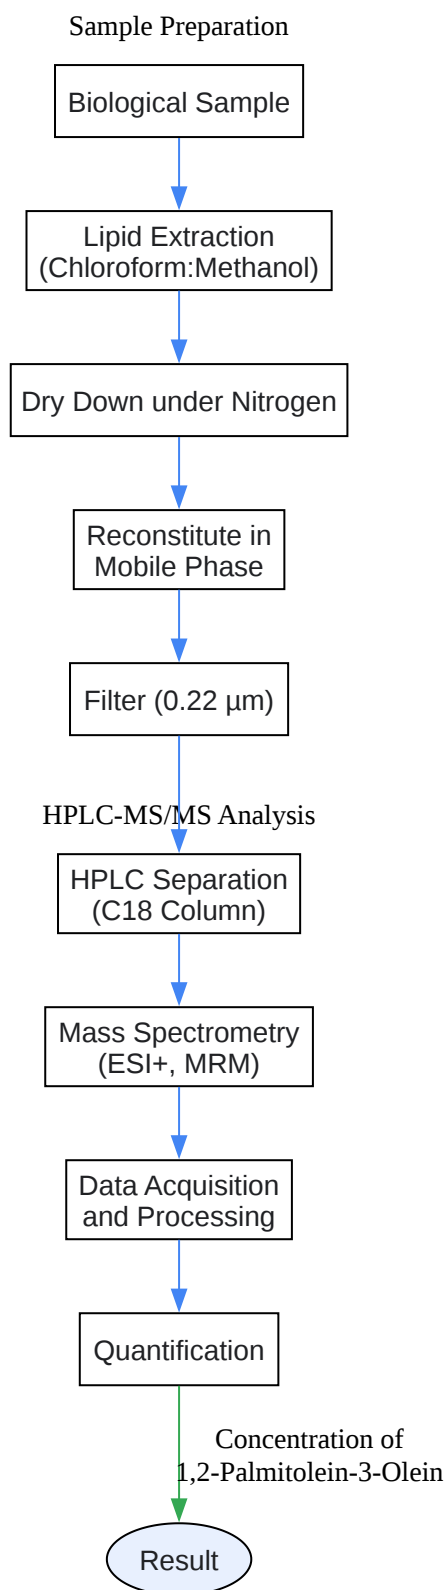 Sample Preparation
Biological Sample
Lipid Extraction
(Chloroform:Methanol)
Dry Down under Nitrogen
Reconstitute in
Mobile Phase
Filter (0.22 µm)
HPLC-MS/MS Analysis
HPLC Separation
(C18 Column)
Mass Spectrometry
(ESI+, MRM)
Data Acquisition
and Processing
Quantification
Concentration of
1,2-Palmitolein-3-Olein
Result